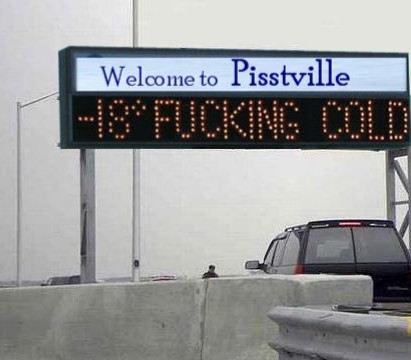 Welcome to Pisstville
-18° FUCKING COLD